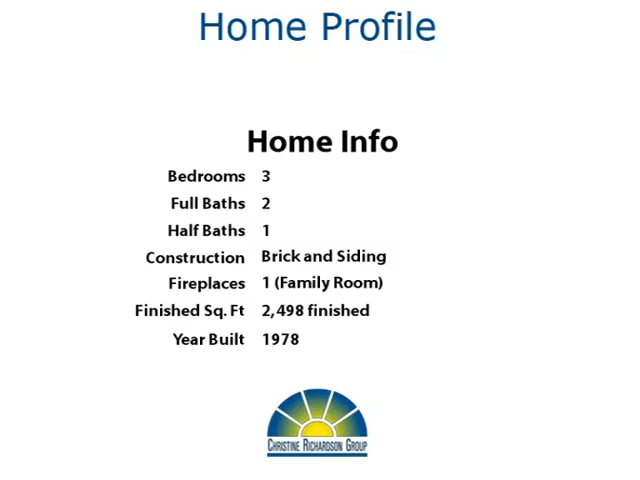 Home Profile
Home Info
Bedrooms 3
Full Baths 2
Half Baths 1
Construction Brick and Siding
Fireplaces 1 (Family Room)
Finished Sq. Ft 2,498 finished
Year Built 1978
CHRISTINE RICHARDSON GROUP